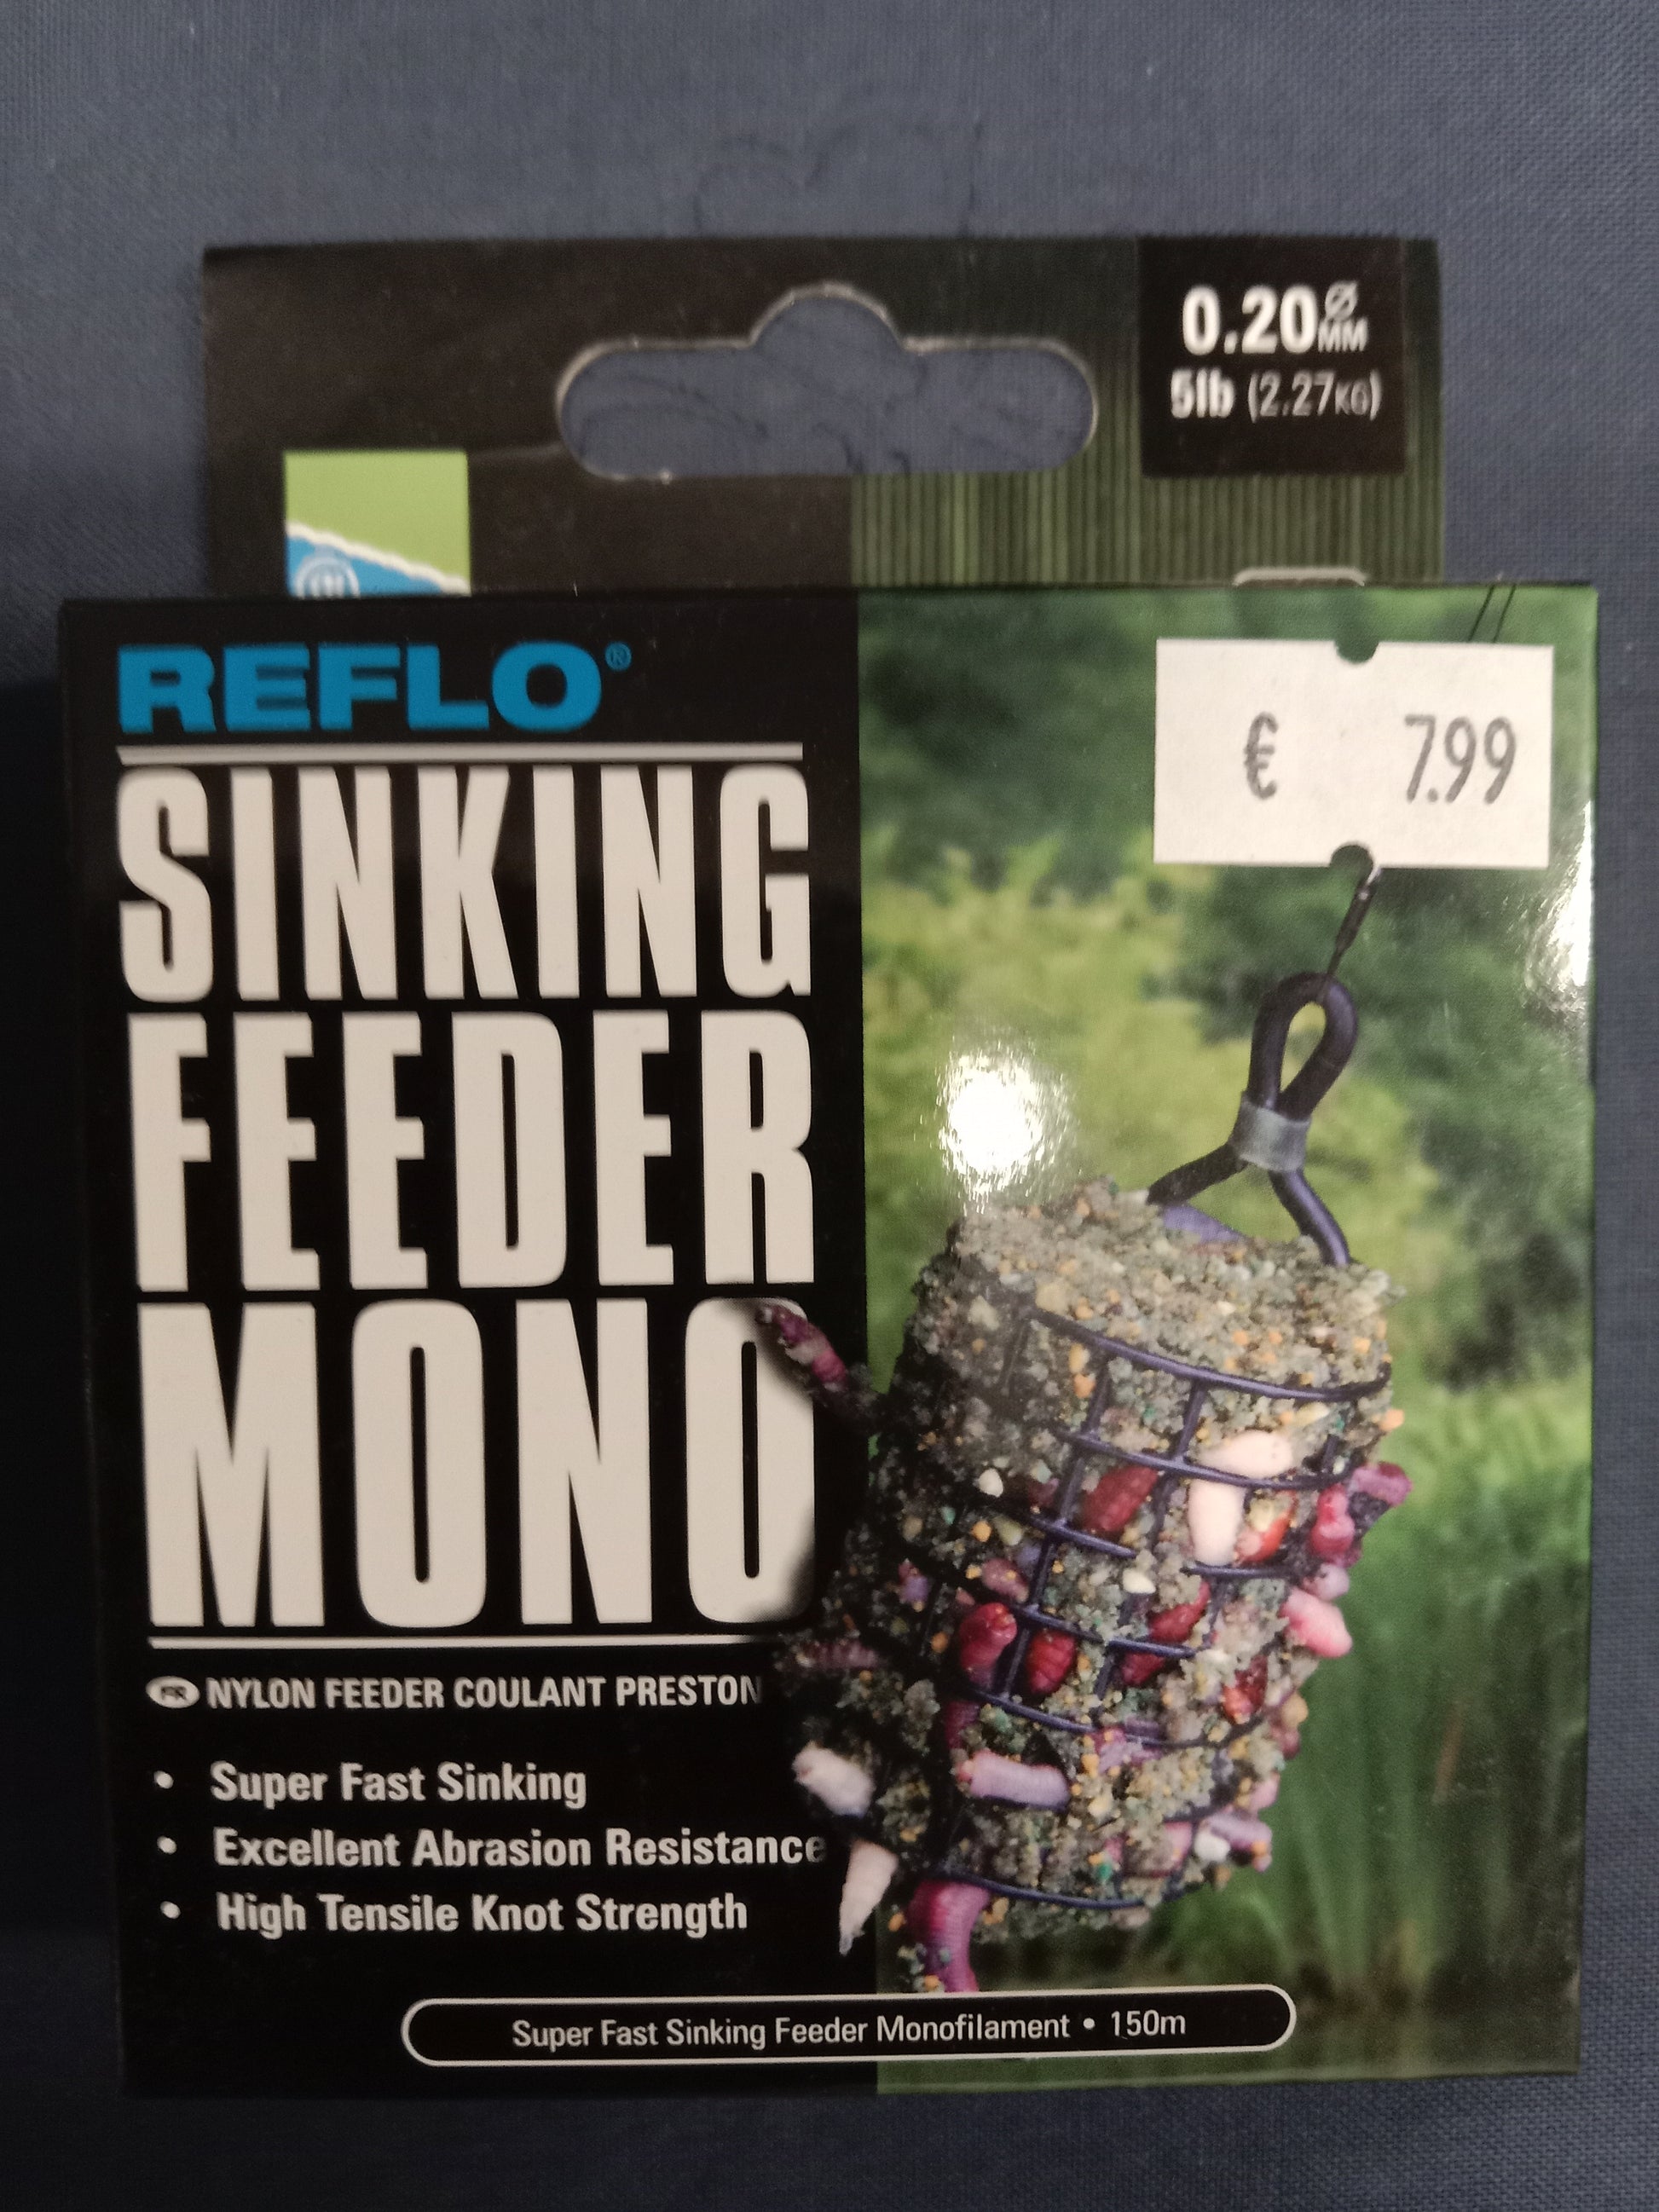 0.20 Ø MM
5lb (2.27KG)
REFLO®
€ 7.99
SINKING
FEEDER
MONO
FR NYLON FEEDER COULANT PRESTON
• Super Fast Sinking
• Excellent Abrasion Resistance
• High Tensile Knot Strength
Super Fast Sinking Feeder Monofilament • 150m